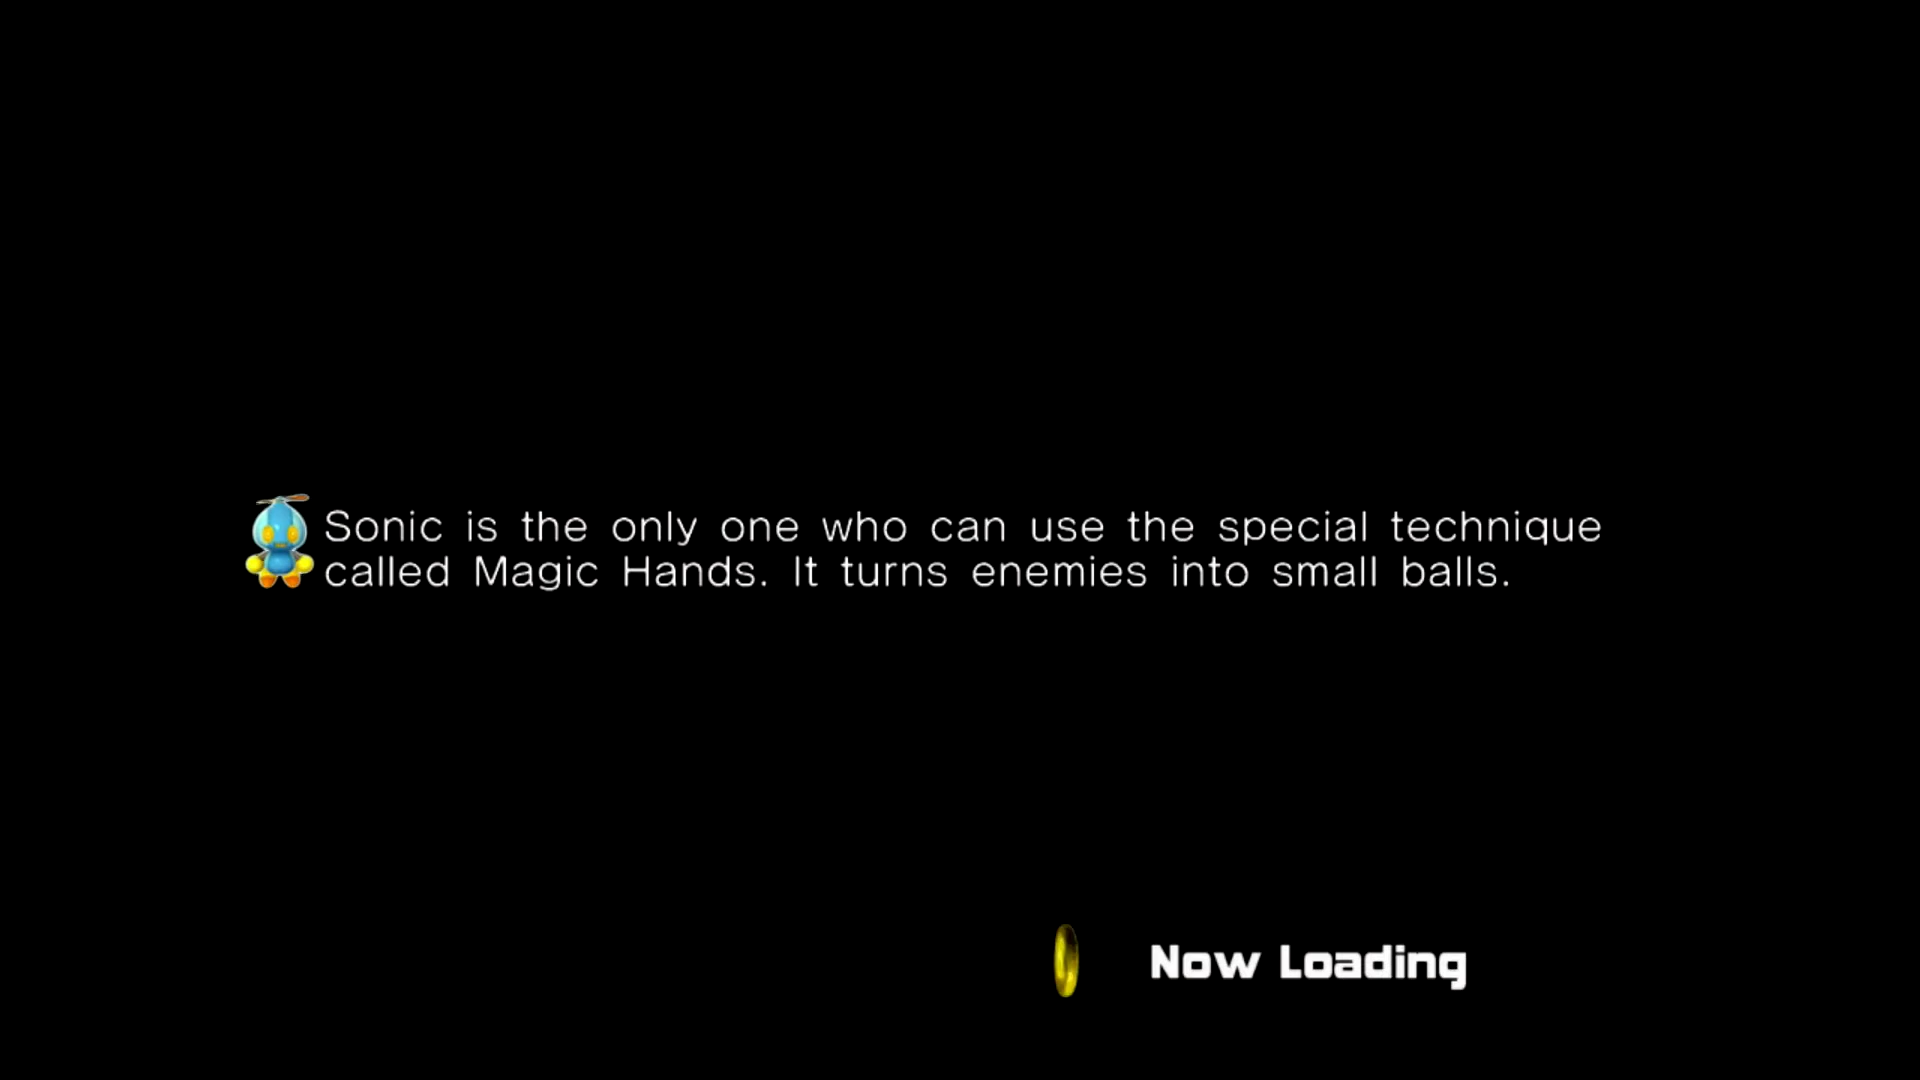 Sonic is the only one who can use the special technique
called Magic Hands. It turns enemies into small balls.
Now Loading